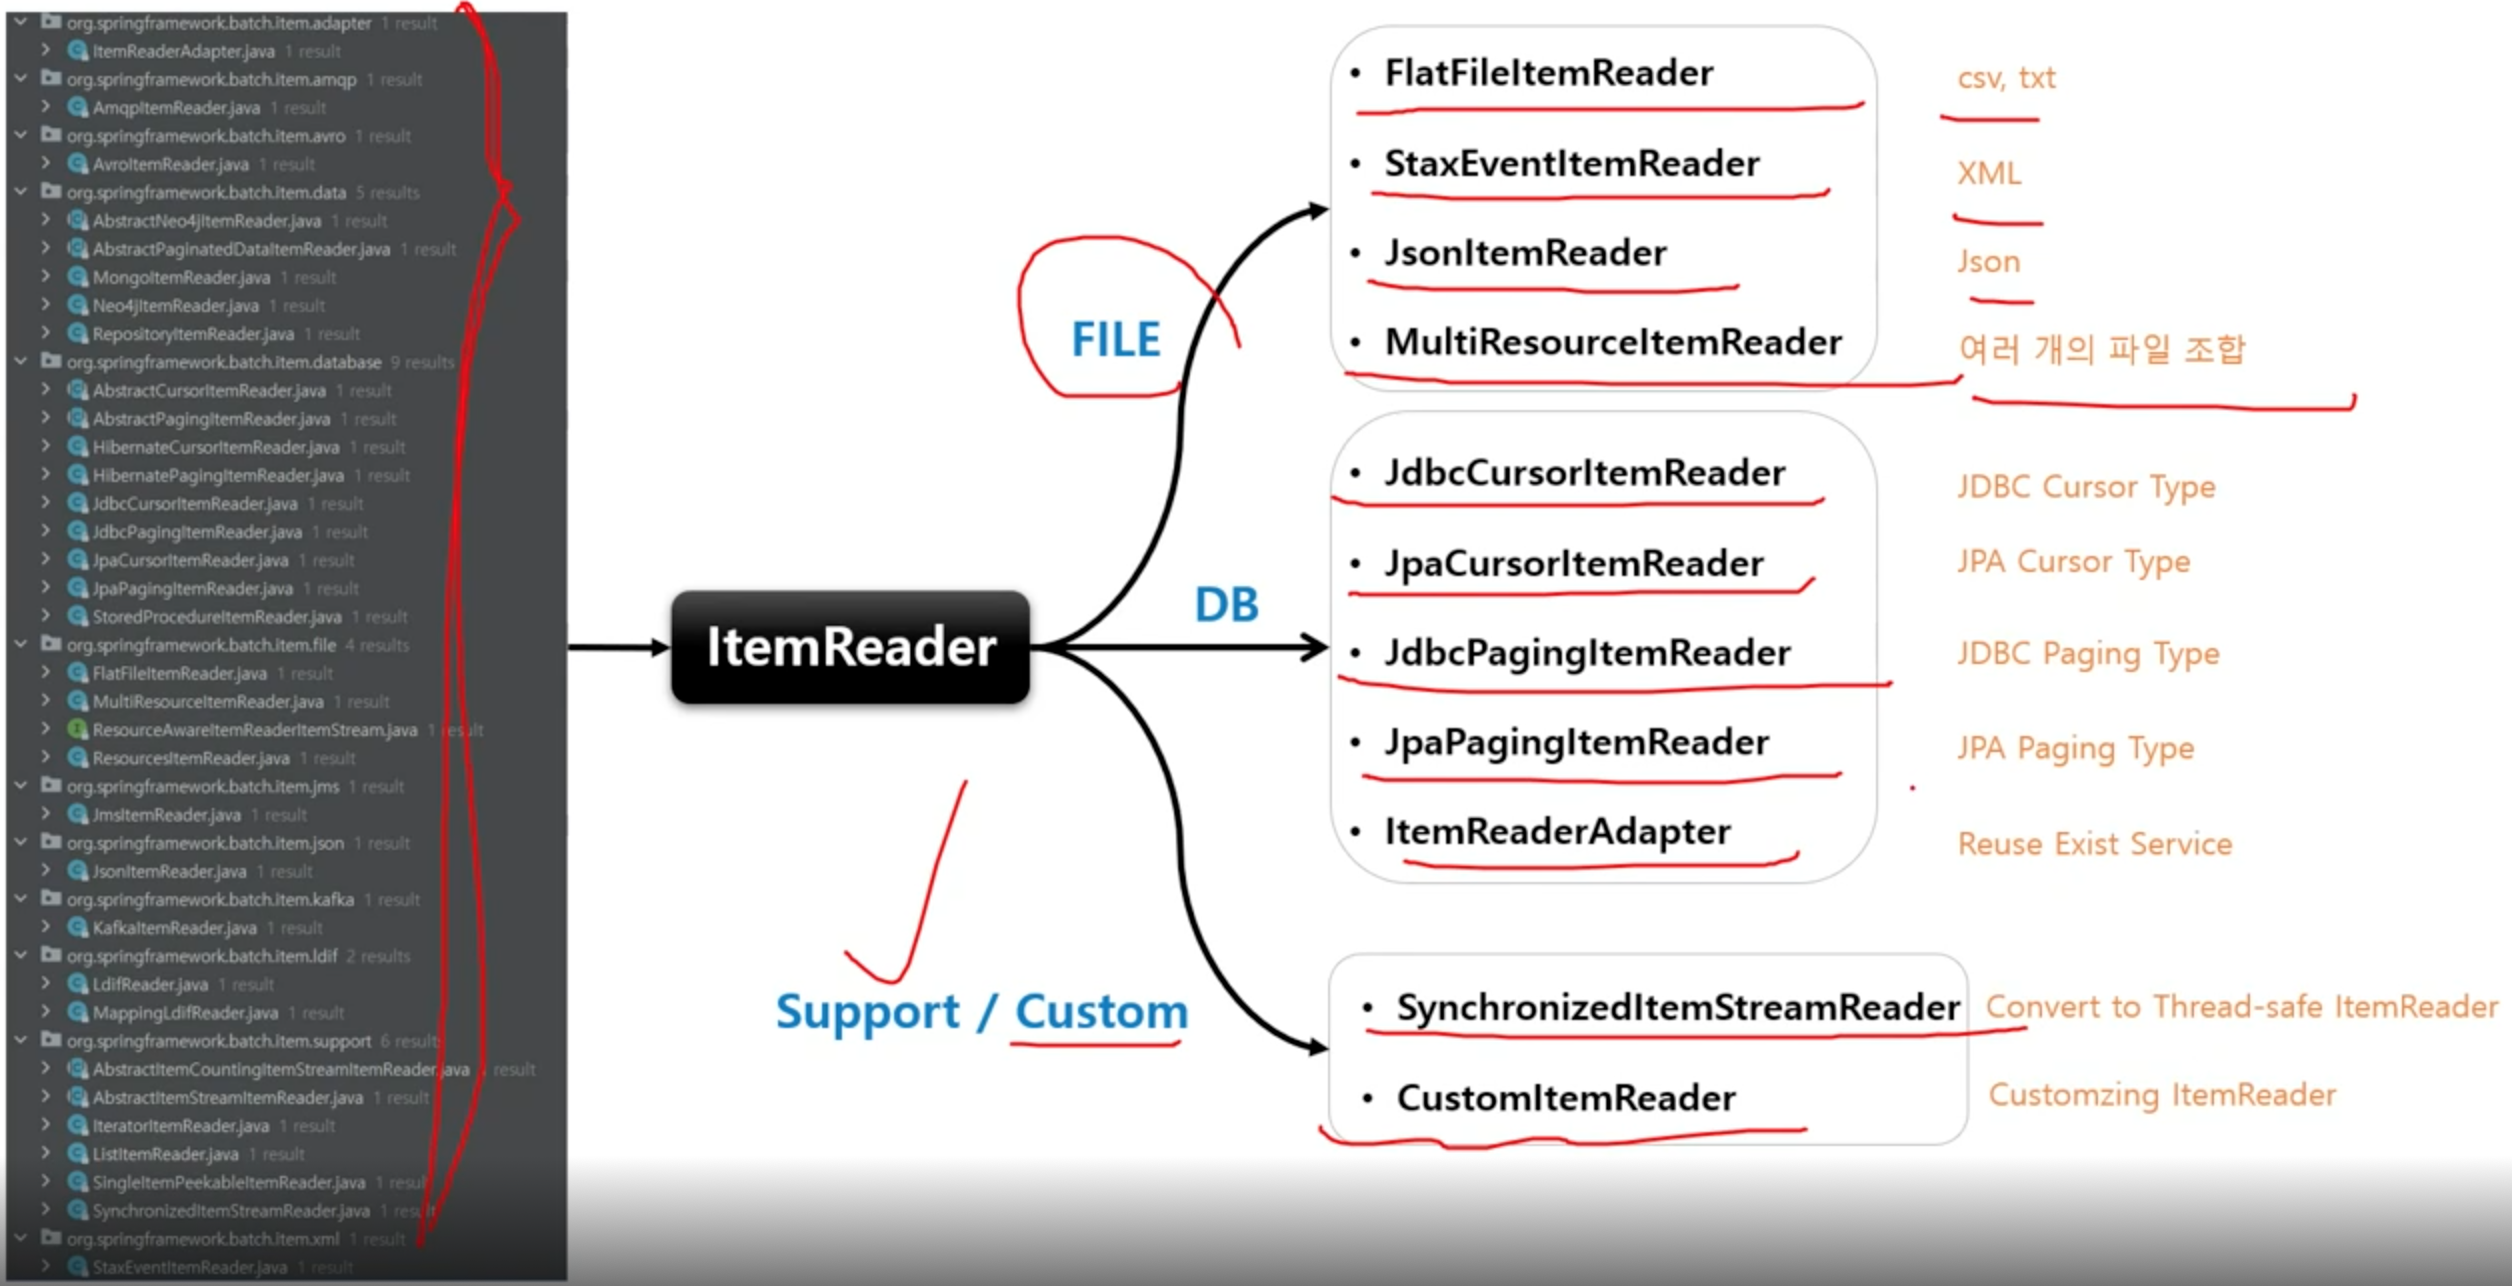 org.springframework.batch.item.adapter 1 result
ItemReaderAdapter.java 1 result
org.springframework.batch.item.amqp 1 result
AmqpItemReader.java 1 result
org.springframework.batch.item.avro 1 result
AvroItemReader.java 1 result
org.springframework.batch.item.data 5 results
AbstractNeo4jItemReader.java 1 result
AbstractPaginatedDataItemReader.java 1 result
MongoItemReader.java 1 result
Neo4jItemReader.java 1 result
RepositoryItemReader.java 1 result
org.springframework.batch.item.database 9 results
AbstractCursorItemReader.java 1 result
AbstractPagingItemReader.java 1 result
HibernateCursorItemReader.java 1 result
HibernatePagingItemReader.java 1 result
JdbcCursorItemReader.java 1 result
JdbcPagingItemReader.java 1 result
JpaCursorItemReader.java 1 result
JpaPagingItemReader.java 1 result
StoredProcedureItemReader.java 1 result
org.springframework.batch.item.file 4 results
FlatFileItemReader.java 1 result
MultiResourceItemReader.java 1 result
ResourceAwareItemReaderItemStream.java 1 result
ResourcesItemReader.java 1 result
org.springframework.batch.item.jms 1 result
JmsItemReader.java 1 result
org.springframework.batch.item.json 1 result
JsonItemReader.java 1 result
org.springframework.batch.item.kafka 1 result
KafkaItemReader.java 1 result
org.springframework.batch.item.ldif 2 results
LdifReader.java 1 result
MappingLdifReader.java 1 result
org.springframework.batch.item.support 6 results
AbstractItemCountingItemStreamItemReader.java 1 result
AbstractItemStreamItemReader.java 1 result
IteratorItemReader.java 1 result
ListItemReader.java 1 result
SingleItemPeekableItemReader.java 1 result
SynchronizedItemStreamReader.java 1 result
org.springframework.batch.item.xml 1 result
StaxEventItemReader.java 1 result
ItemReader
FILE
• FlatFileItemReader csv, txt
• StaxEventItemReader XML
• JsonItemReader Json
• MultiResourceItemReader 여러 개의 파일 조합
DB
• JdbcCursorItemReader JDBC Cursor Type
• JpaCursorItemReader JPA Cursor Type
• JdbcPagingItemReader JDBC Paging Type
• JpaPagingItemReader JPA Paging Type
• ItemReaderAdapter Reuse Exist Service
Support / Custom
• SynchronizedItemStreamReader Convert to Thread-safe ItemReader
• CustomItemReader Customzing ItemReader